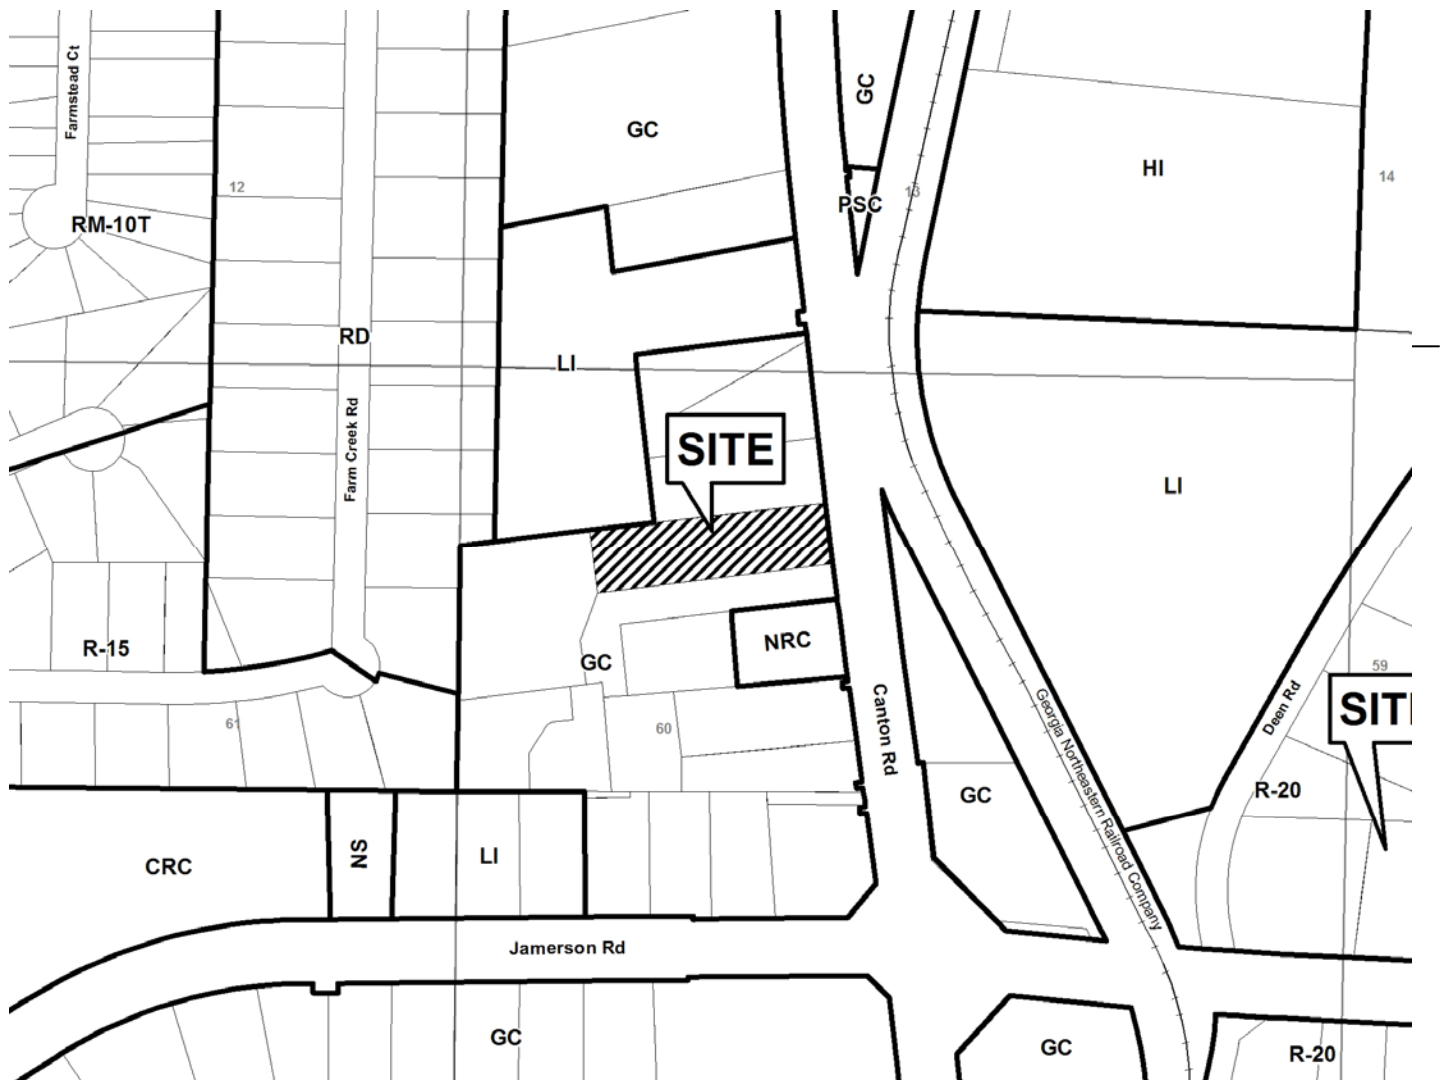 Farmstead Ct
GC
GC
HI
12
13
14
PSC
RM-10T
RD
LI
Farm Creek Rd
SITE
LI
R-15
NRC
GC
59
Canton Rd
Georgia Northeastern Railroad Company
Deen Rd
SIT
61
60
GC
R-20
CRC
NS
LI
Jamerson Rd
GC
GC
R-20